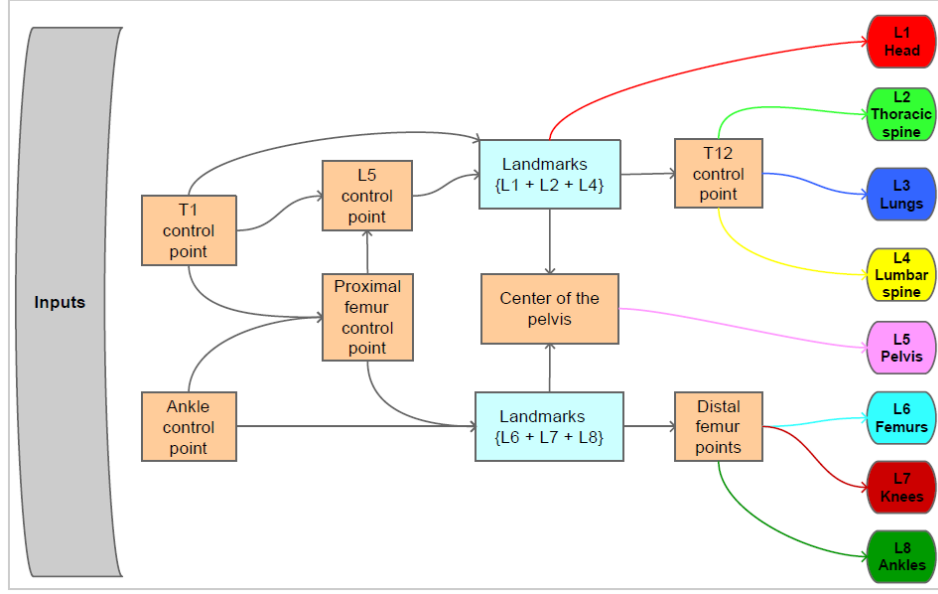 Inputs
T1
control
point
Ankle
control
point
L5
control
point
Proximal
femur
control
point
Landmarks
{L1 + L2 + L4}
Center of the
pelvis
Landmarks
{L6 + L7 + L8}
T12
control
point
Distal
femur
points
L1
Head
L2
Thoracic
spine
L3
Lungs
L4
Lumbar
spine
L5
Pelvis
L6
Femurs
L7
Knees
L8
Ankles